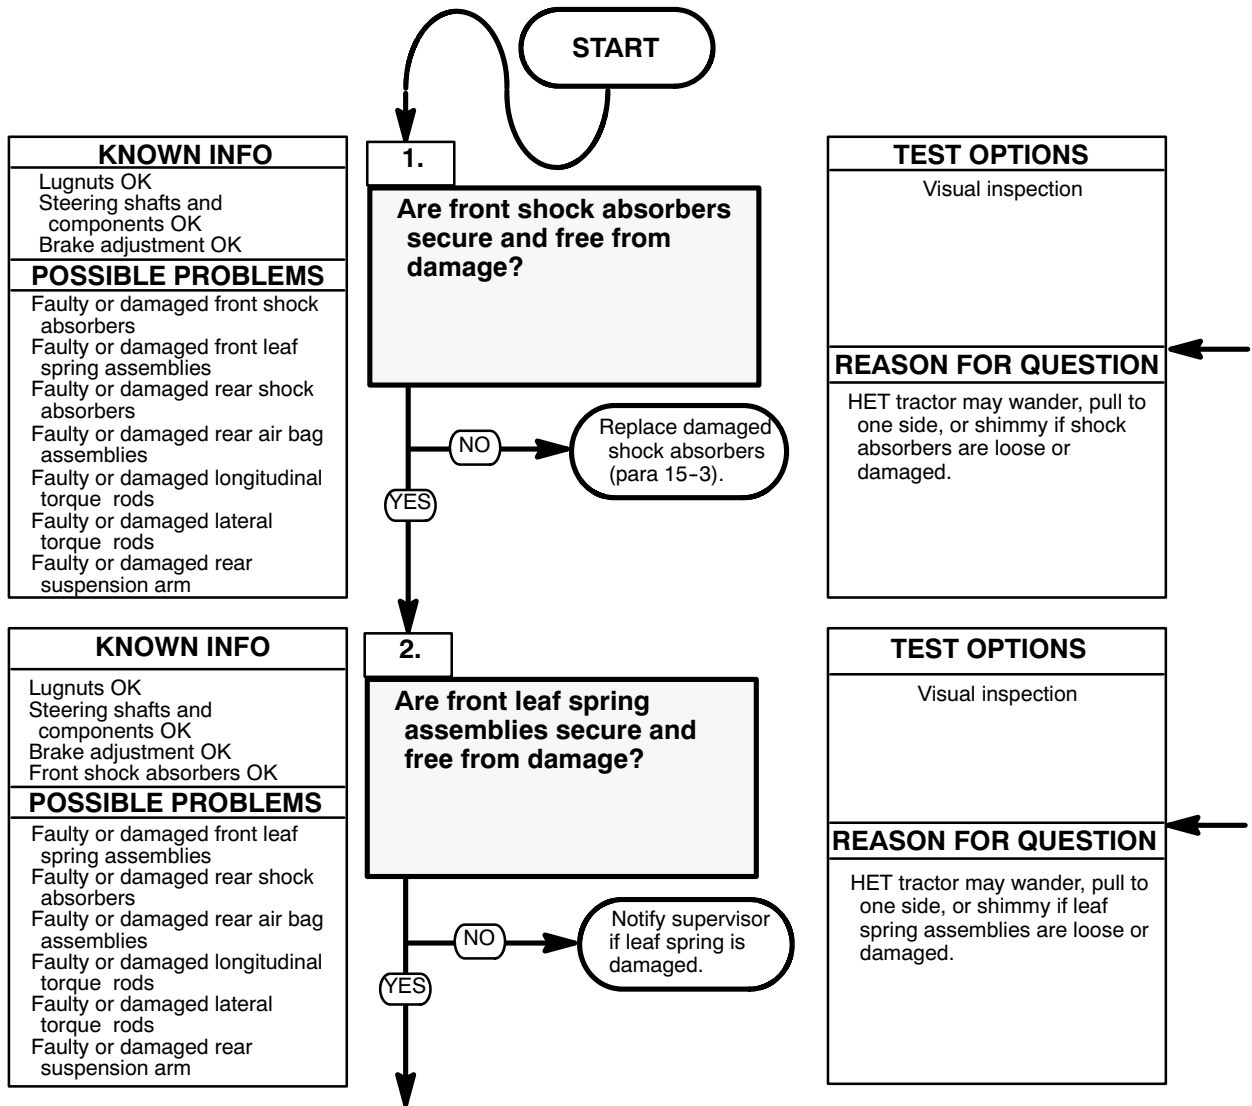 START
KNOWN INFO
Lugnuts OK
Steering shafts and
components OK
Brake adjustment OK
POSSIBLE PROBLEMS
Faulty or damaged front shock
absorbers
Faulty or damaged front leaf
spring assemblies
Faulty or damaged rear shock
absorbers
Faulty or damaged rear air bag
assemblies
Faulty or damaged longitudinal
torque rods
Faulty or damaged lateral
torque rods
Faulty or damaged rear
suspension arm
1.
Are front shock absorbers
secure and free from
damage?
NO
Replace damaged
shock absorbers
(para 15-3).
YES
TEST OPTIONS
Visual inspection
REASON FOR QUESTION
HET tractor may wander, pull to
one side, or shimmy if shock
absorbers are loose or
damaged.
KNOWN INFO
Lugnuts OK
Steering shafts and
components OK
Brake adjustment OK
Front shock absorbers OK
POSSIBLE PROBLEMS
Faulty or damaged front leaf
spring assemblies
Faulty or damaged rear shock
absorbers
Faulty or damaged rear air bag
assemblies
Faulty or damaged longitudinal
torque rods
Faulty or damaged lateral
torque rods
Faulty or damaged rear
suspension arm
2.
Are front leaf spring
assemblies secure and
free from damage?
NO
Notify supervisor
if leaf spring is
damaged.
YES
TEST OPTIONS
Visual inspection
REASON FOR QUESTION
HET tractor may wander, pull to
one side, or shimmy if leaf
spring assemblies are loose or
damaged.